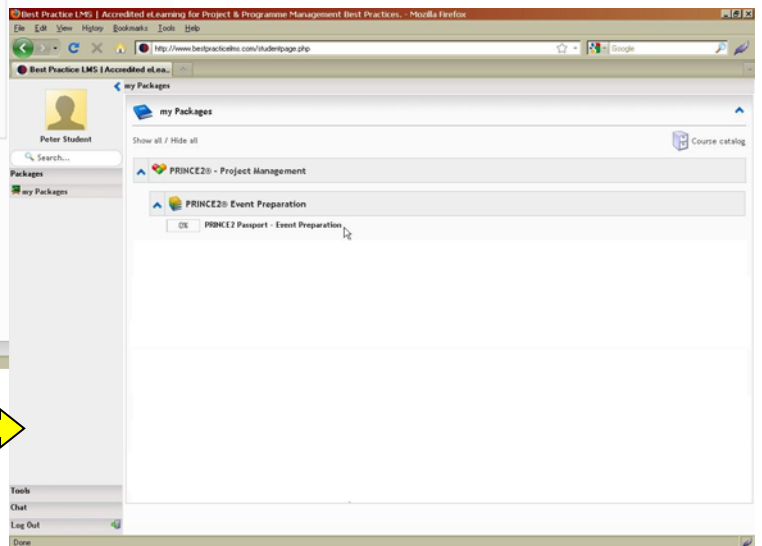 Best Practice LMS | Accredited eLearning for Project & Programme Management Best Practices. - Mozilla Firefox
File Edit View History Bookmarks Tools Help
http://www.bestpracticelms.com/studentpage.php
Google
Best Practice LMS | Accredited eLea..
my Packages
my Packages
Peter Student
Show all / Hide all
Course catalog
Search...
Packages
PRINCE2® - Project Management
my Packages
PRINCE2® Event Preparation
0% PRINCE2 Passport - Event Preparation
Tools
Chat
Log Out
Done